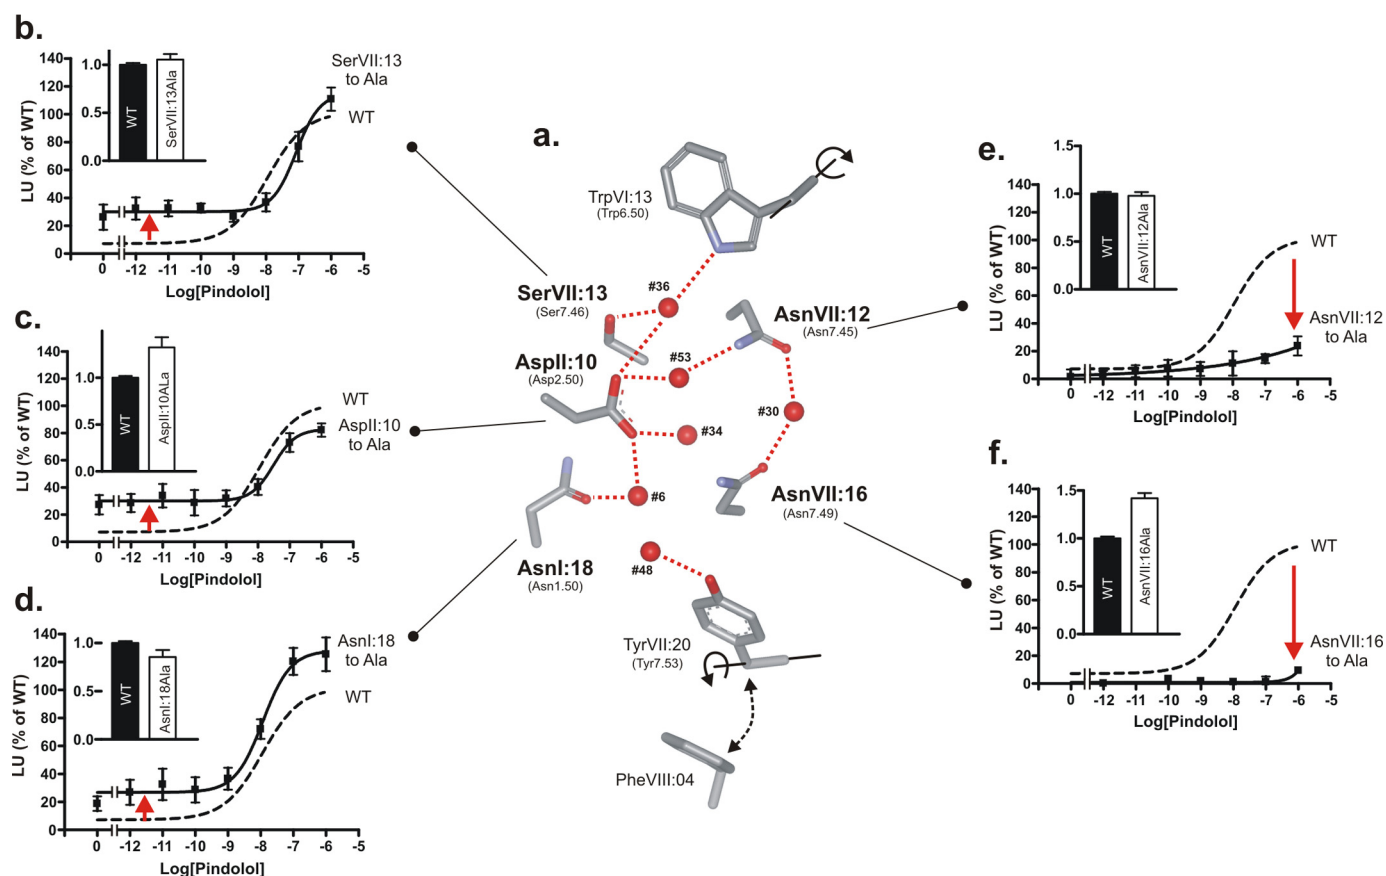 b.
140
120
100
80
60
40
20
0
LU (% of WT)
1.0
0.5
1.0
WT
SerVII:13Ala
SerVII:13
to Ala
WT
0 -12 -11 -10 -9 -8 -7 -6 -5
Log[Pindolol]
c.
140
120
100
80
60
40
20
0
LU (% of WT)
1.0
0.5
0.0
WT
AspII:10ALa
WT
AspII:10
to Ala
0 -12 -11 -10 -9 -8 -7 -6 -5
Log[Pindolol]
d.
140
120
100
80
60
40
20
0
LU (% of WT)
1.0
0.5
0.0
WT
AsnI:18Ala
AsnI:18
to Ala
WT
0 -12 -11 -10 -9 -8 -7 -6 -5
Log[Pindolol]
a.
TrpVI:13
(Trp6.50)
#36
SerVII:13
(Ser7.46)
AsnVII:12
(Asn7.45)
#53
AspII:10
(Asp2.50)
#30
#34
AsnVII:16
(Asn7.49)
#6
AsnI:18
(Asn1.50)
#48
TyrVII:20
(Tyr7.53)
PheVIII:04
e.
140
120
100
80
60
40
20
0
LU (% of WT)
1.5
1.0
0.5
0.0
WT
AsnVII:12Ala
WT
AsnVII:12
to Ala
0 -12 -11 -10 -9 -8 -7 -6 -5
Log[Pindolol]
f.
140
120
100
80
60
40
20
0
LU (% of WT)
1.5
1.0
0.5
0.0
WT
AsnVII:16Ala
WT
AsnVII:16
to Ala
0 -12 -11 -10 -9 -8 -7 -6 -5
Log[Pindolol]